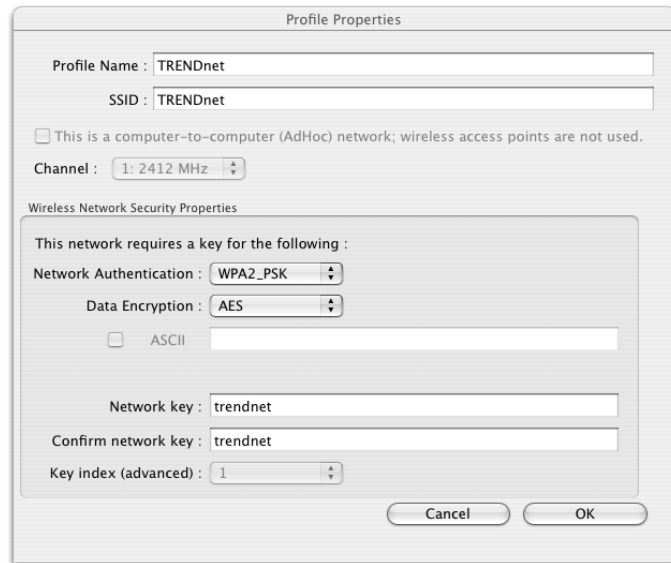 Profile Properties
Profile Name : TRENDnet
SSID : TRENDnet
This is a computer-to-computer (AdHoc) network; wireless access points are not used.
Channel : 1: 2412 MHz
Wireless Network Security Properties
This network requires a key for the following :
Network Authentication : WPA2_PSK
Data Encryption : AES
ASCII
Network key : trendnet
Confirm network key : trendnet
Key index (advanced) : 1
Cancel OK